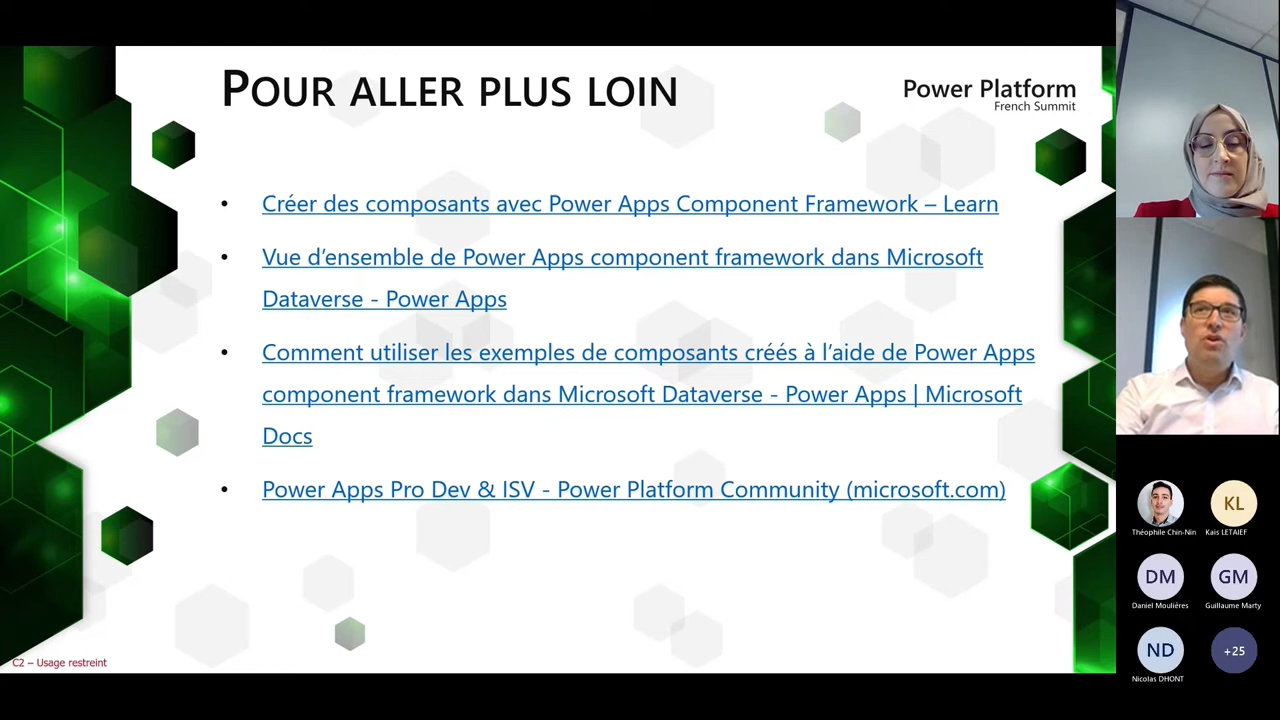 POUR ALLER PLUS LOIN
Power Platform
French Summit
• Créer des composants avec Power Apps Component Framework – Learn
• Vue d’ensemble de Power Apps component framework dans Microsoft
Dataverse - Power Apps
• Comment utiliser les exemples de composants créés à l’aide de Power Apps
component framework dans Microsoft Dataverse - Power Apps | Microsoft
Docs
• Power Apps Pro Dev & ISV - Power Platform Community (microsoft.com)
C2 – Usage restreint
KL
Théophile Chin-Nin
Kais LETAIEF
DM
GM
Daniel Moulières
Guillaume Marty
ND
+25
Nicolas DHONT